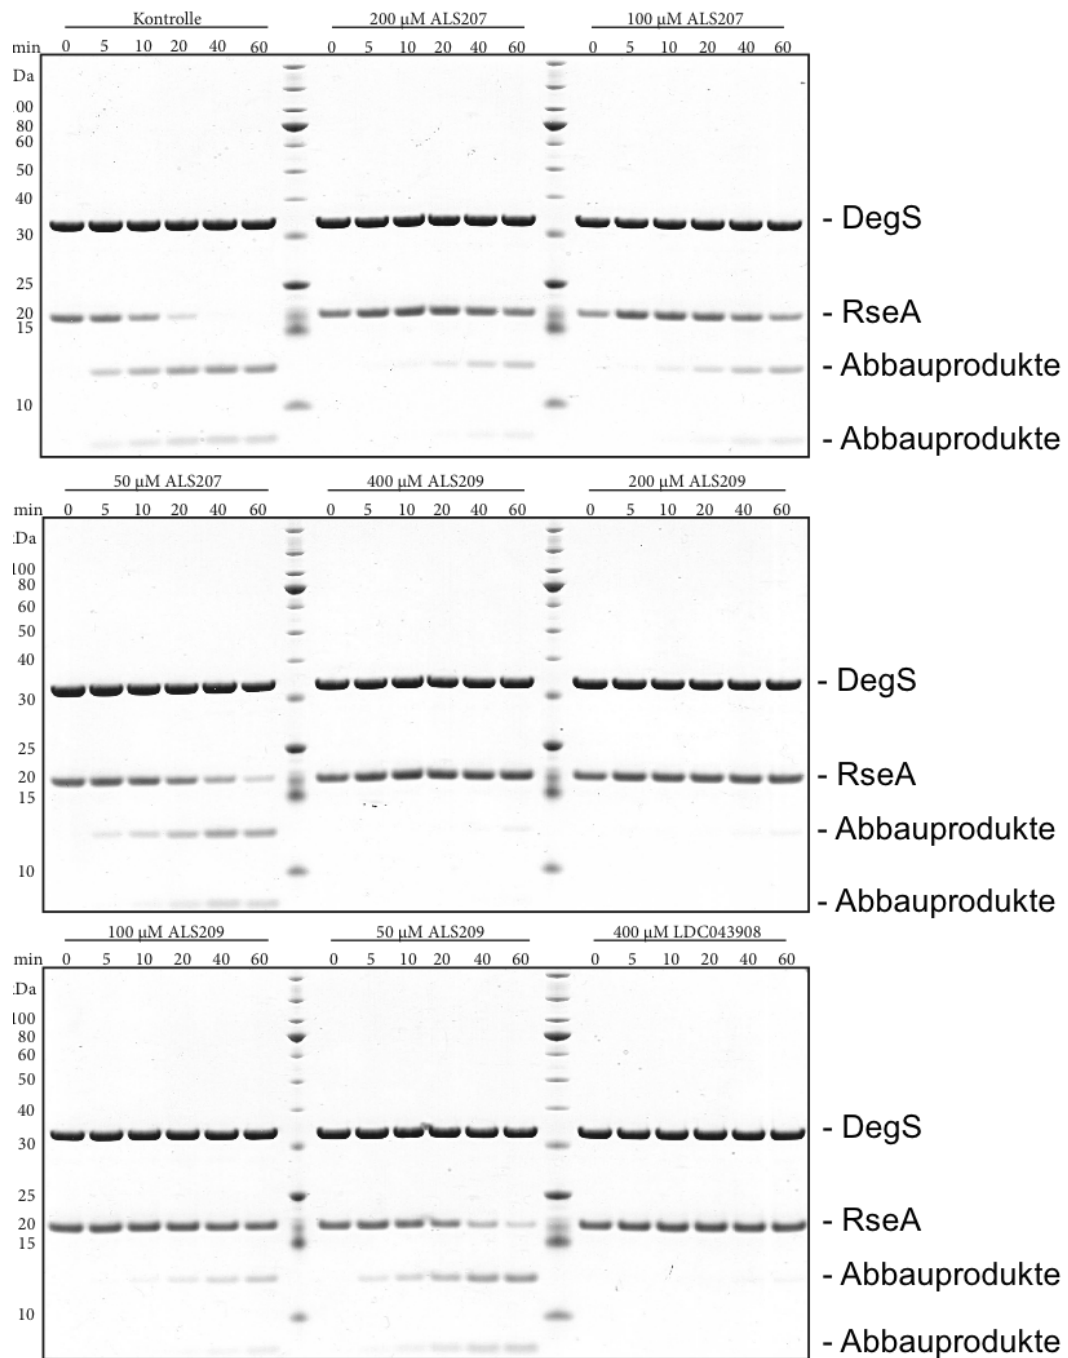 Kontrolle 200 µM ALS207 100 µM ALS207
min 0 5 10 20 40 60 0 5 10 20 40 60 0 5 10 20 40 60
Da
00
80
60
50
40
- DegS
30
25
20
- RseA
15
- Abbauprodukte
10
- Abbauprodukte
50 µM ALS207 400 µM ALS209 200 µM ALS209
min 0 5 10 20 40 60 0 5 10 20 40 60 0 5 10 20 40 60
Da
100
80
60
50
40
- DegS
30
25
20
- RseA
15
- Abbauprodukte
10
- Abbauprodukte
100 µM ALS209 50 µM ALS209 400 µM LDC043908
min 0 5 10 20 40 60 0 5 10 20 40 60 0 5 10 20 40 60
Da
100
80
60
50
40
- DegS
30
25
20
- RseA
15
- Abbauprodukte
10
- Abbauprodukte